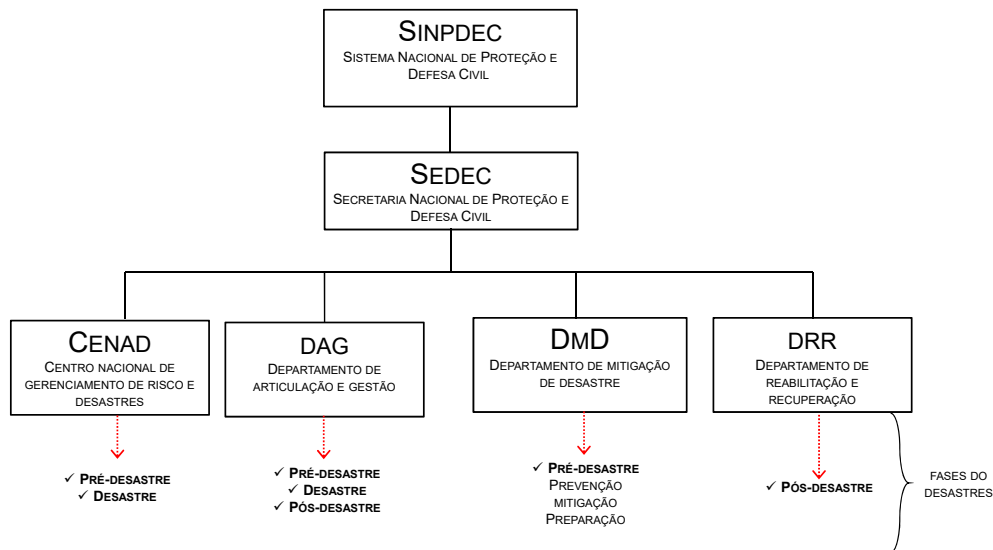 SINPDEC
SISTEMA NACIONAL DE PROTEÇÃO E
DEFESA CIVIL
SEDEC
SECRETARIA NACIONAL DE PROTEÇÃO E
DEFESA CIVIL
CENAD
CENTRO NACIONAL DE
GERENCIAMENTO DE RISCO E
DESASTRES
DAG
DEPARTAMENTO DE
ARTICULAÇÃO E GESTÃO
DMD
DEPARTAMENTO DE MITIGAÇÃO
DE DESASTRE
DRR
DEPARTAMENTO DE
REABILITAÇÃO E
RECUPERAÇÃO
✓ PRÉ-DESASTRE
✓ DESASTRE
✓ PRÉ-DESASTRE
✓ DESASTRE
✓ PÓS-DESASTRE
✓ PRÉ-DESASTRE
PREVENÇÃO
MITIGAÇÃO
PREPARAÇÃO
✓ PÓS-DESASTRE
FASES DO
DESASTRES